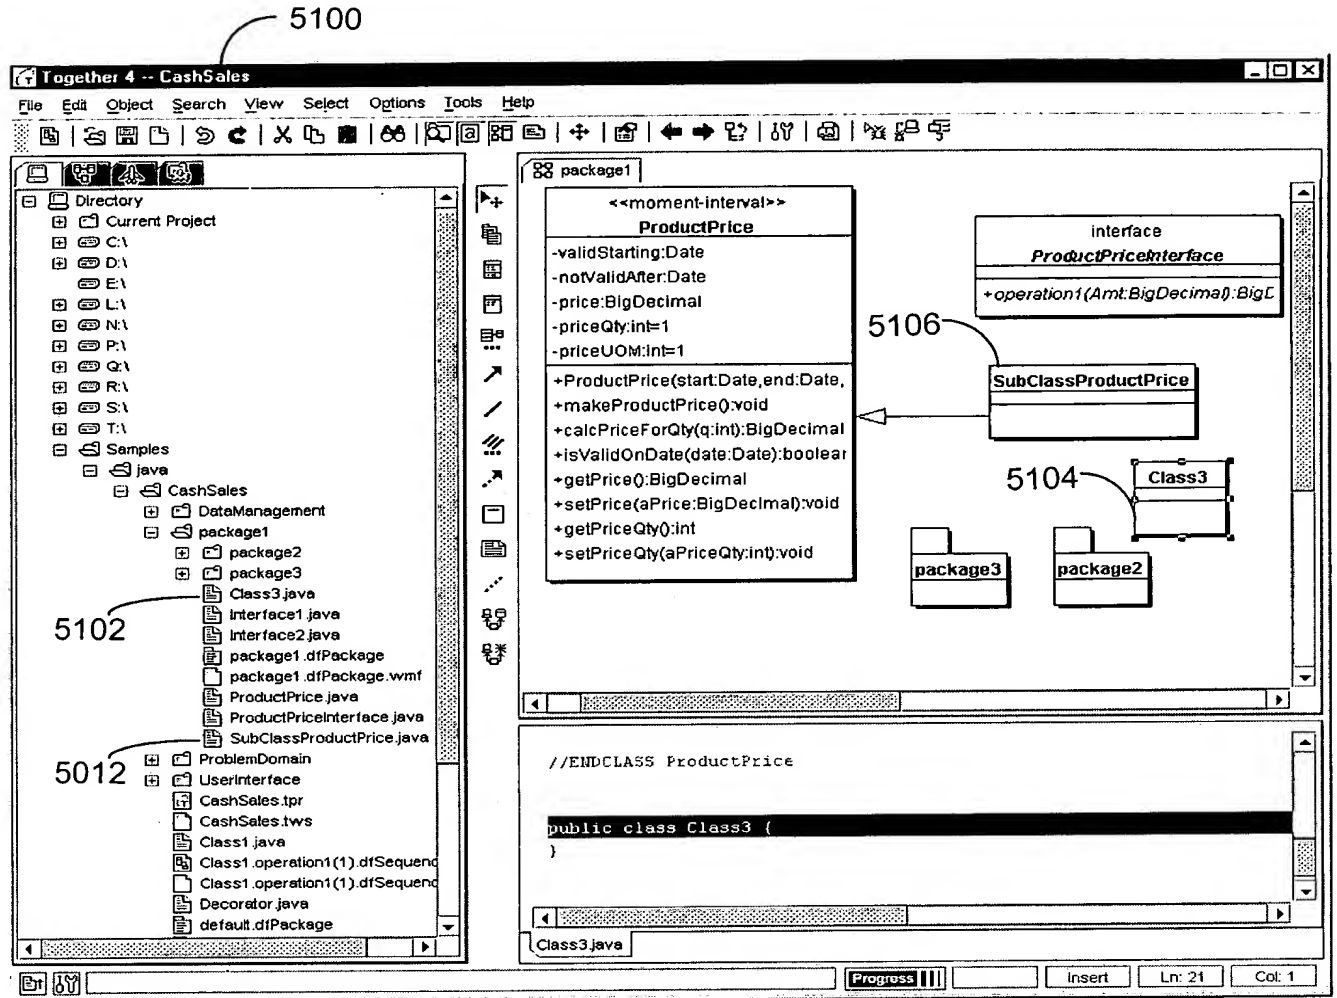 5100
Together 4 -- CashSales
File Edit Object Search View Select Options Tools Help
Directory
Current Project
C:\
D:\
E:\
L:\
N:\
P:\
Q:\
R:\
S:\
T:\
Samples
java
CashSales
DataManagement
package1
package2
package3
Class3.java
5102
Interface1.java
Interface2.java
package1.dfPackage
package1.dfPackage.wmf
ProductPrice.java
ProductPriceInterface.java
SubClassProductPrice.java
5012
ProblemDomain
UserInterface
CashSales.tpr
CashSales.tws
Class1.java
Class1.operation1(1).dfSequenc
Class1.operation1(1).dfSequenc
Decorator.java
default.dfPackage
package1
<<moment-interval>>
ProductPrice
-validStarting:Date
-notValidAfter:Date
-price:BigDecimal
-priceQty:int=1
-priceUOM:int=1
+ProductPrice(start:Date,end:Date,
+makeProductPrice():void
+calcPriceForQty(q:int):BigDecimal
+isValidOnDate(date:Date):boolear
+getPrice():BigDecimal
+setPrice(aPrice:BigDecimal):void
+getPriceQty():int
+setPriceQty(aPriceQty:int):void
interface
ProductPriceInterface
+operation1(Amt:BigDecimal):BigD
5106
SubClassProductPrice
5104
Class3
package3
package2
//ENDCLASS ProductPrice
public class Class3 {
}
Class3.java
Progress
Insert
Ln: 21
Col: 1